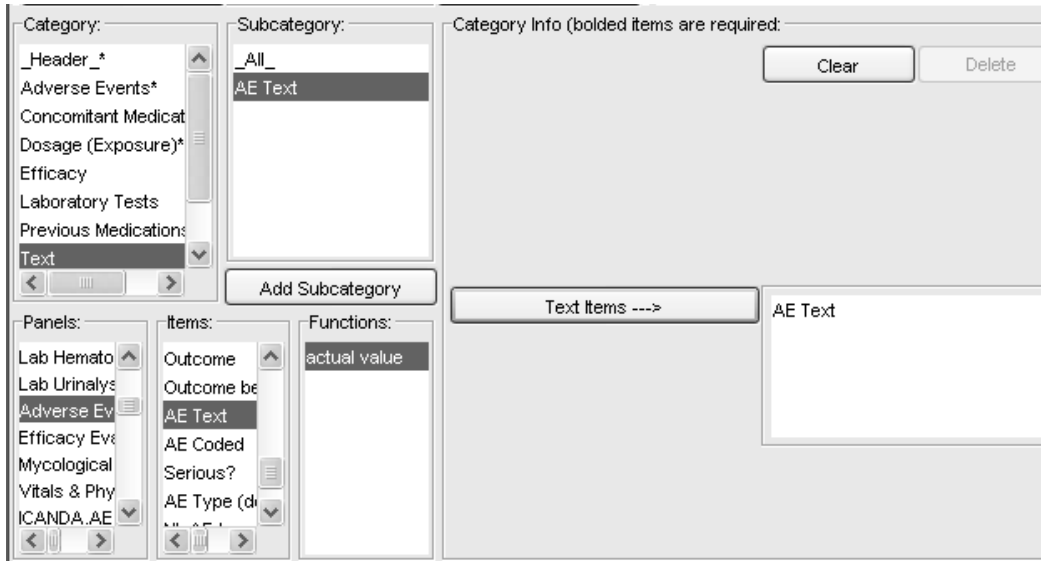 Category:
_Header_*
Adverse Events*
Concomitant Medicat
Dosage (Exposure)*
Efficacy
Laboratory Tests
Previous Medications
Text
Subcategory:
_All_
AE Text
Add Subcategory
Category Info (bolded items are required:
Clear
Delete
Text Items --->
AE Text
Panels:
Lab Hemato
Lab Urinalys
Adverse Ev
Efficacy Eva
Mycological
Vitals & Phy
ICANDA.AE
Items:
Outcome
Outcome be
AE Text
AE Coded
Serious?
AE Type (de
Functions:
actual value